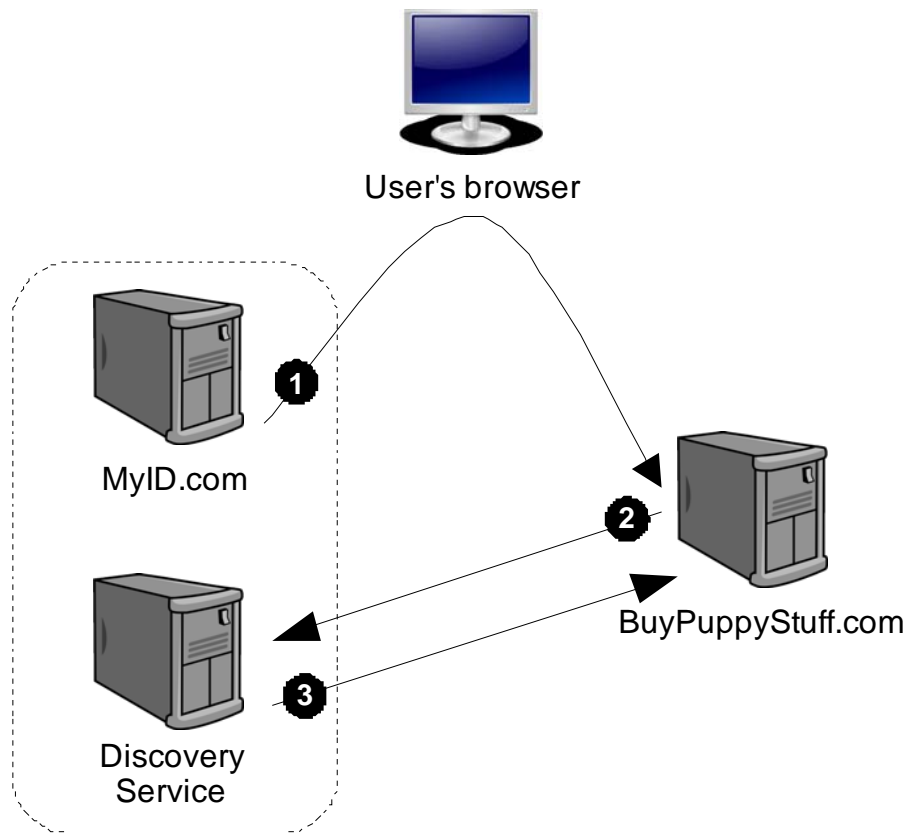 User's browser
1
MyID.com
2
BuyPuppyStuff.com
3
Discovery
Service